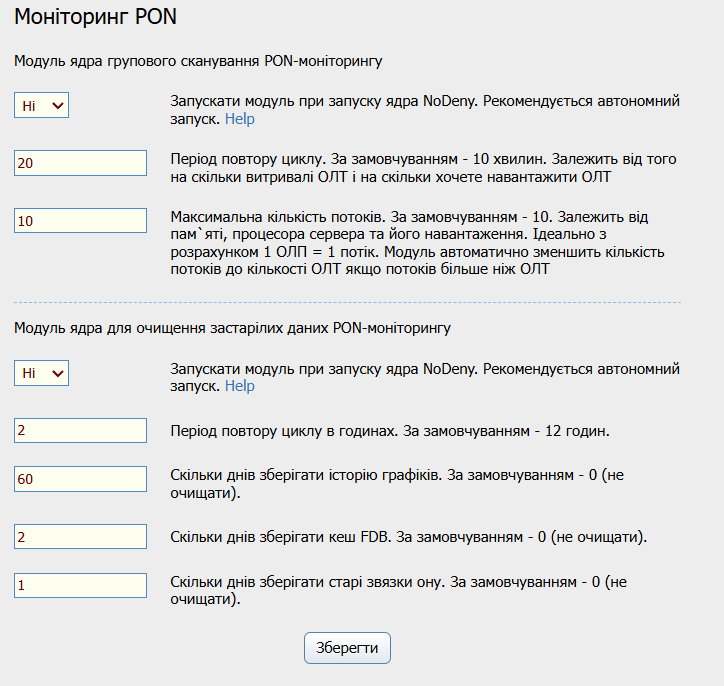 Моніторинг PON
Модуль ядра групового сканування PON-моніторингу
Ні
Запускати модуль при запуску ядра NoDeny. Рекомендується автономний
запуск. Help
20
Період повтору циклу. За замовчуванням - 10 хвилин. Залежить від того
на скільки витривалі ОЛТ і на скільки хочете навантажити ОЛТ
10
Максимальна кількість потоків. За замовчуванням - 10. Залежить від
пам`яті, процесора сервера та його навантаження. Ідеально з
розрахунком 1 ОЛП = 1 потік. Модуль автоматично зменшить кількість
потоків до кількості ОЛТ якщо потоків більше ніж ОЛТ
Модуль ядра для очищення застарілих даних PON-моніторингу
Ні
Запускати модуль при запуску ядра NoDeny. Рекомендується автономний
запуск. Help
2
Період повтору циклу в годинах. За замовчуванням - 12 годин.
60
Скільки днів зберігати історію графіків. За замовчуванням - 0 (не
очищати).
2
Скільки днів зберігати кеш FDB. За замовчуванням - 0 (не очищати).
1
Скільки днів зберігати старі звязки ону. За замовчуванням - 0 (не
очищати).
Зберегти